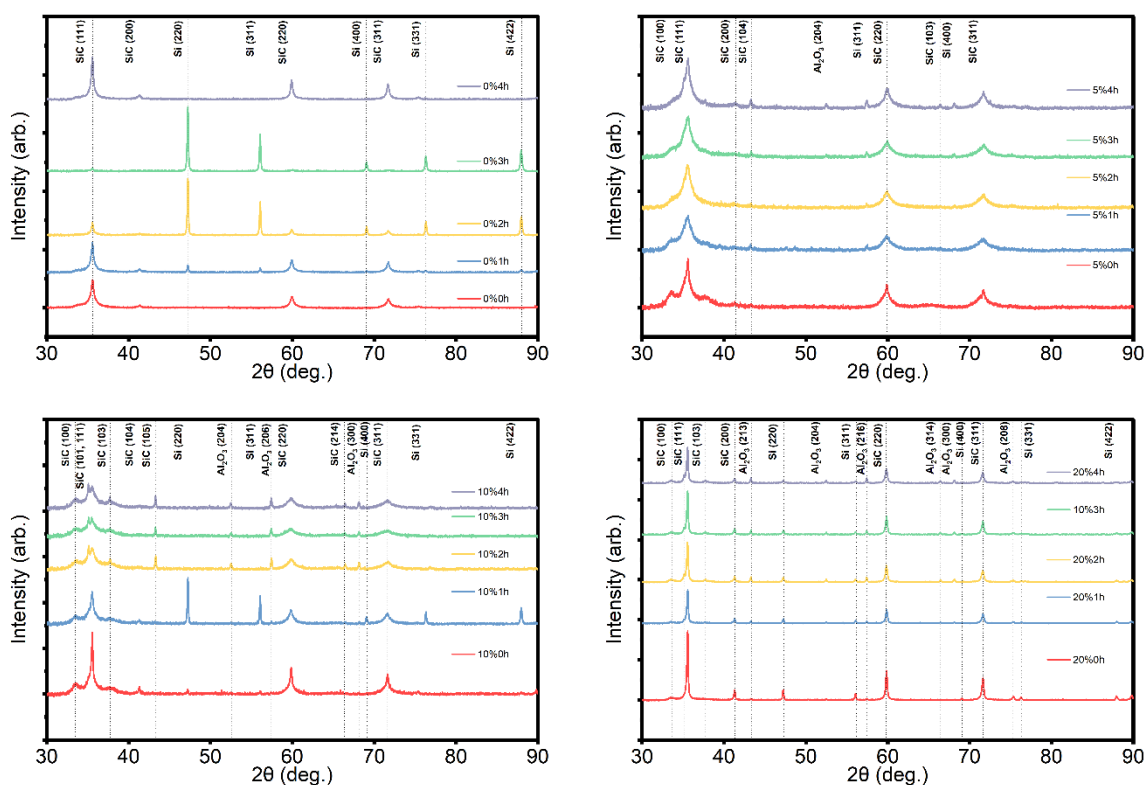 SiC (111)
SiC (200)
Si (220)
Si (311)
SiC (220)
Si (400)
SiC (311)
Si (331)
Si (422)
0%4h
0%3h
0%2h
0%1h
0%0h
Intensity (arb.)
30 40 50 60 70 80 90
2θ (deg.)
SiC (100)
SiC (111)
SiC (200)
SiC (104)
Al₂O₃ (204)
Si (311)
SiC (220)
SiC (103)
Si (400)
SiC (311)
5%4h
5%3h
5%2h
5%1h
5%0h
Intensity (arb.)
30 40 50 60 70 80 90
2θ (deg.)
SiC (100)
SiC (101, 111)
SiC (103)
SiC (104)
SiC (105)
Si (220)
Al₂O₃ (204)
Si (311)
Al₂O₃ (206)
SiC (220)
SiC (214)
Al₂O₃ (300)
Si (400)
SiC (311)
Si (331)
Si (422)
10%4h
10%3h
10%2h
10%1h
10%0h
Intensity (arb.)
30 40 50 60 70 80 90
2θ (deg.)
SiC (100)
SiC (111)
SiC (103)
SiC (200)
Al₂O₃ (213)
Si (220)
Al₂O₃ (204)
Si (311)
Al₂O₃ (216)
SiC (220)
Al₂O₃ (314)
Al₂O₃ (300)
Si (400)
SiC (311)
Al₂O₃ (208)
Si (331)
Si (422)
20%4h
10%3h
20%2h
20%1h
20%0h
Intensity (arb.)
30 40 50 60 70 80 90
2θ (deg.)